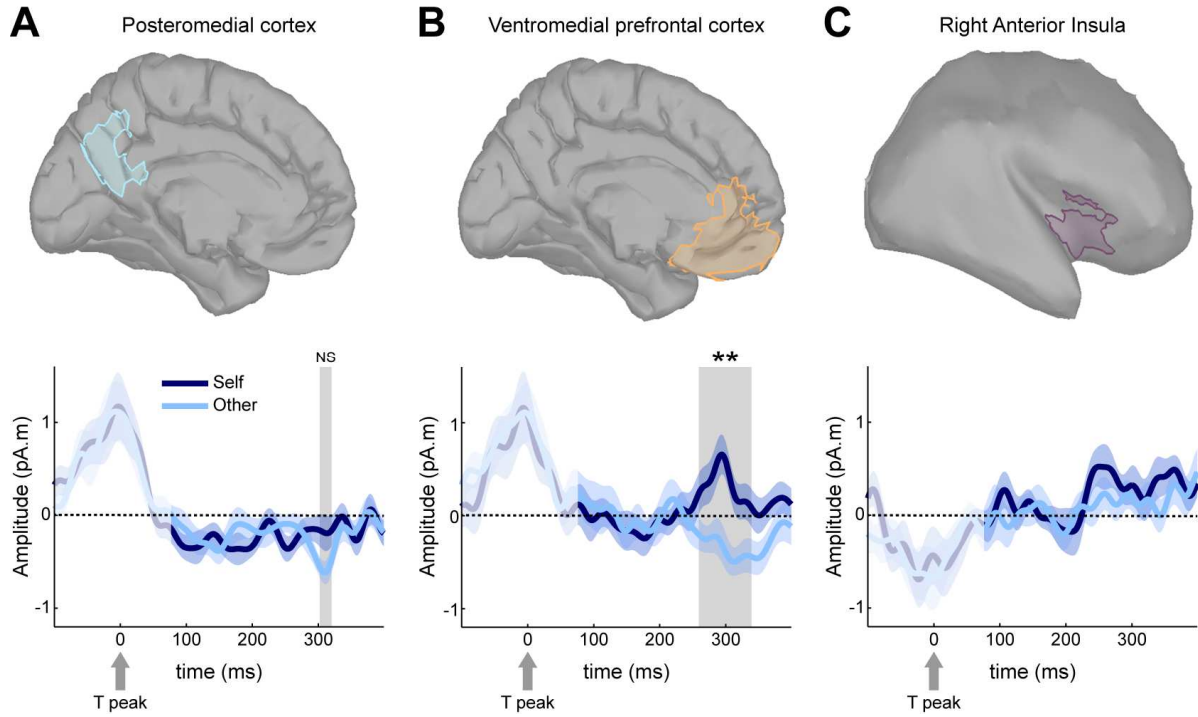 A
Posteromedial cortex
B
Ventromedial prefrontal cortex
C
Right Anterior Insula
NS
Self
Other
Amplitude (pA.m)
1
0
-1
0
100
200
300
time (ms)
T peak
**
Amplitude (pA.m)
1
0
-1
0
100
200
300
time (ms)
T peak
Amplitude (pA.m)
1
0
-1
0
100
200
300
time (ms)
T peak